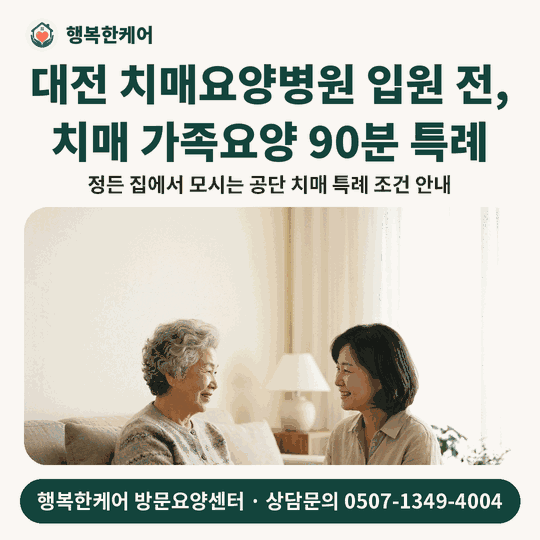 행복한케어
대전 치매요양병원 입원 전,
치매 가족요양 90분 특례
정든 집에서 모시는 공단 치매 특례 조건 안내
행복한케어 방문요양센터 · 상담문의 0507-1349-4004